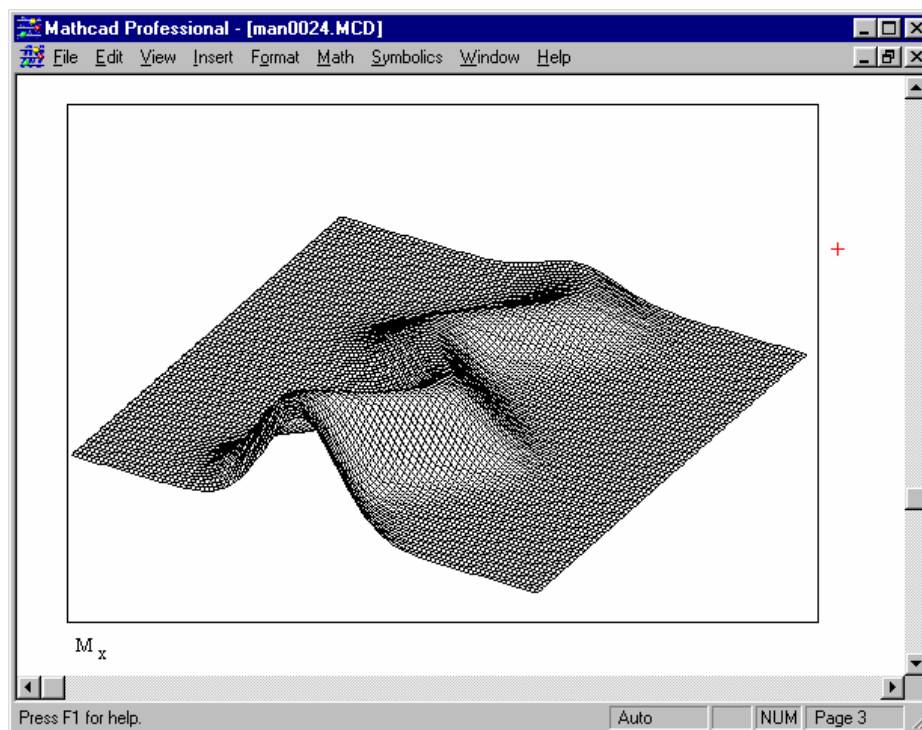 Mathcad Professional - [man0024.MCD]
File Edit View Insert Format Math Symbolics Window Help
M x
Press F1 for help. Auto NUM Page 3